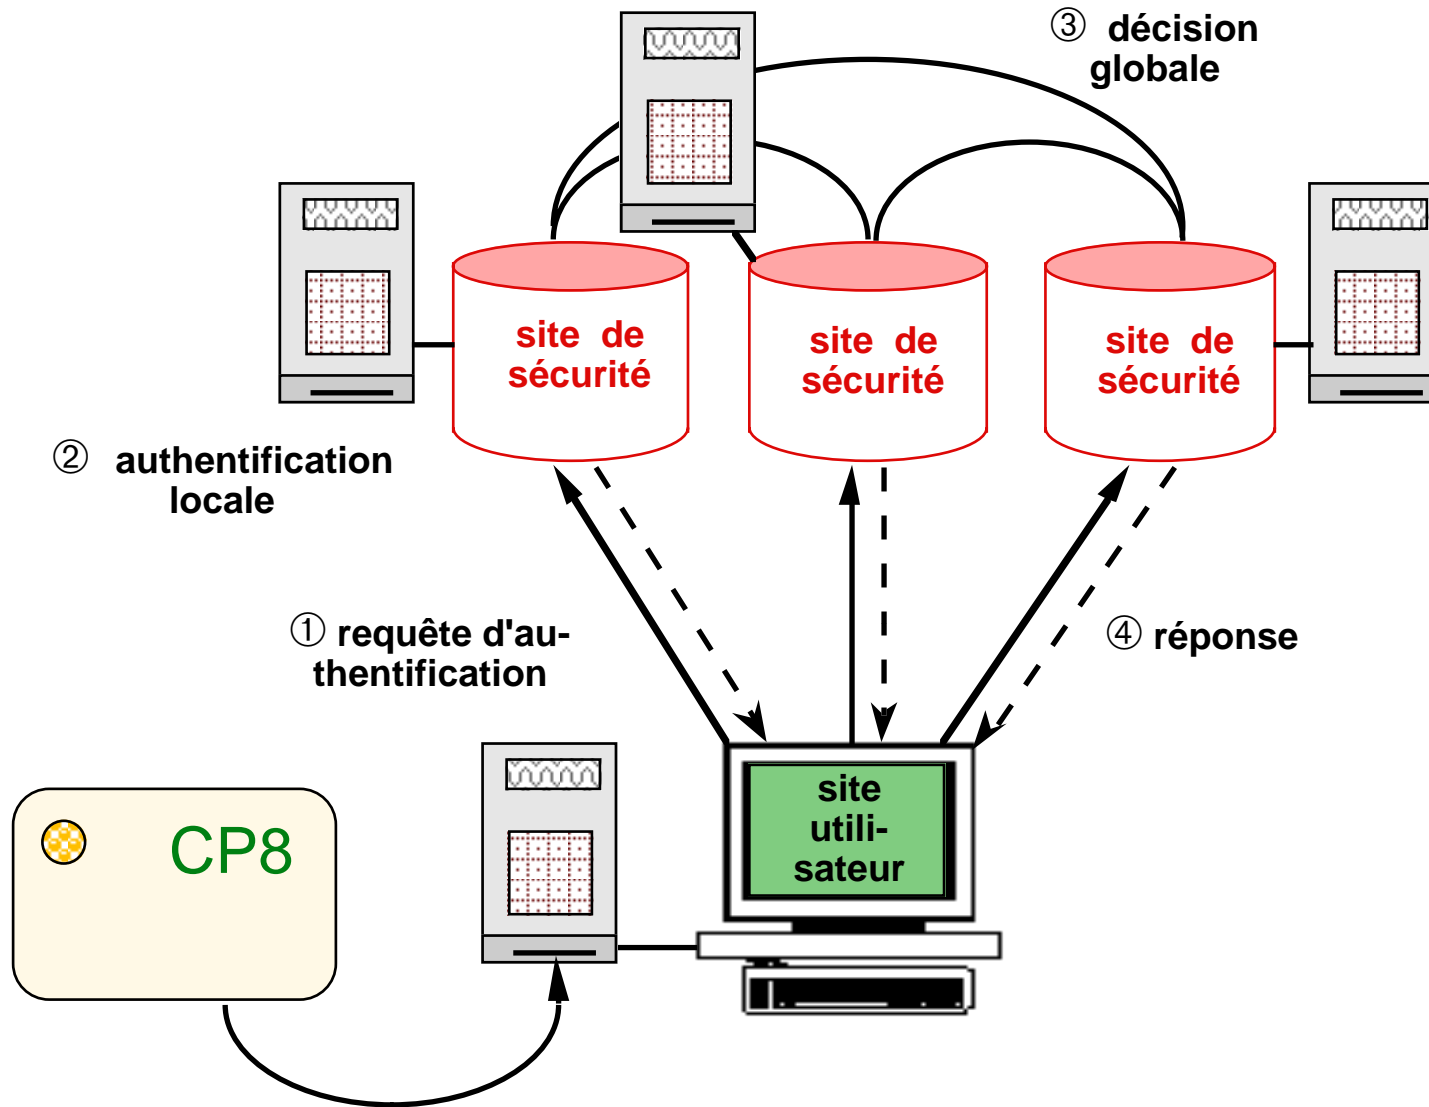 ③ décision
globale
site de
sécurité
site de
sécurité
site de
sécurité
② authentification
locale
① requête d'au-
thentification
④ réponse
CP8
site
utili-
sateur